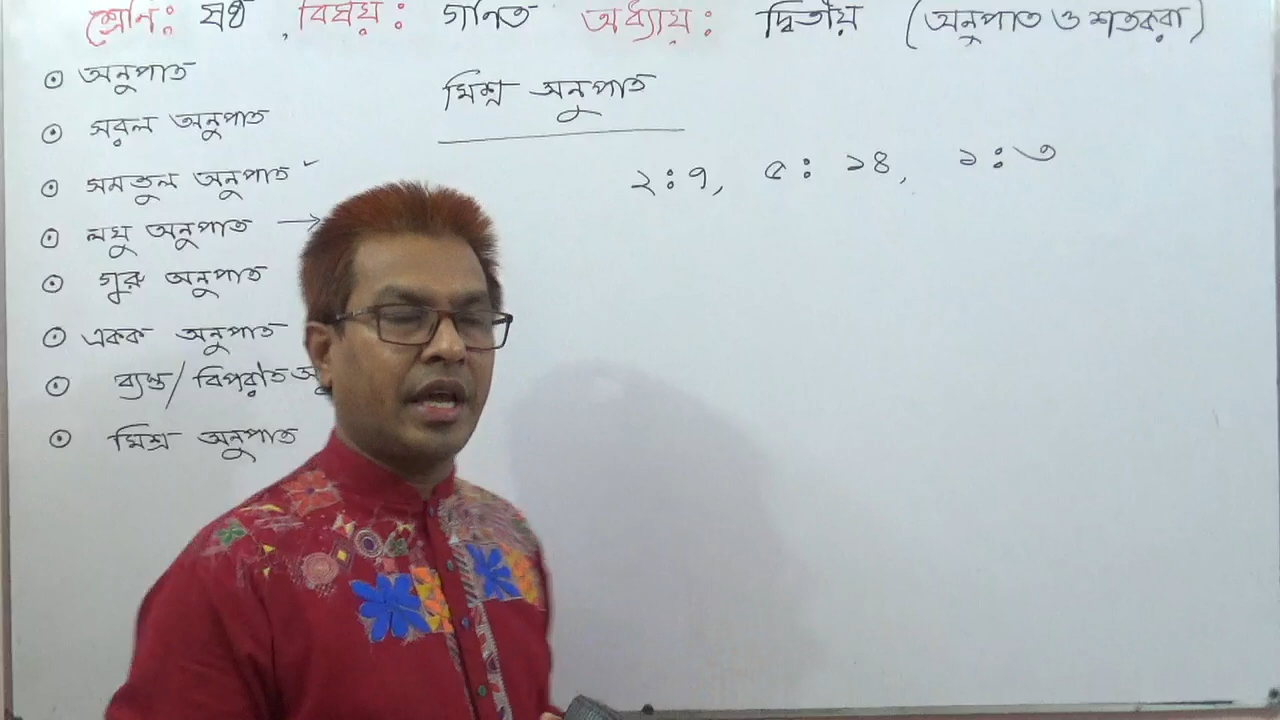 শ্রেণি: ষষ্ঠ, বিষয়: গণিত অধ্যায়: দ্বিতীয় (অনুপাত ও শতকরা)
⊙ অনুপাত
⊙ সরল অনুপাত
⊙ সমতুল অনুপাত ✓
⊙ লঘু অনুপাত →
⊙ গুরু অনুপাত
⊙ একক অনুপাত
⊙ ব্যস্ত/বিপরীত অনু
⊙ মিশ্র অনুপাত
মিশ্র অনুপাত
২:৭, ৫: ১৪, ১:৩